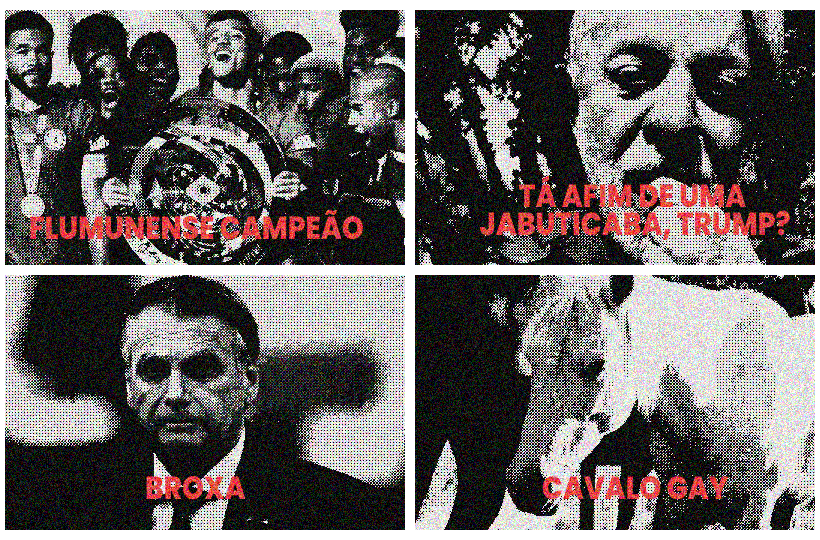 FLUMUNENSE CAMPEÃO
TÁ AFIM DE UMA
JABUTICABA, TRUMP?
BROXA
CAVALO GAY